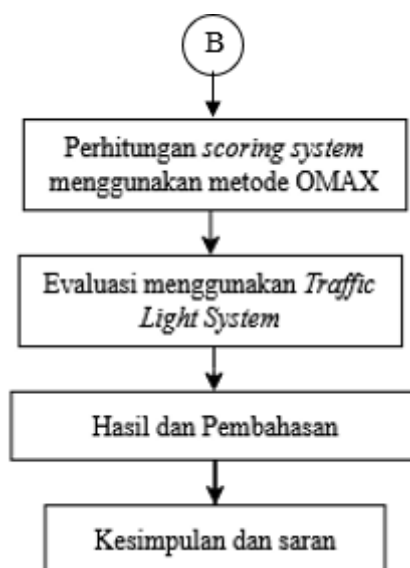 B
Perhitungan scoring system
menggunakan metode OMAX
Evaluasi menggunakan Traffic
Light System
Hasil dan Pembahasan
Kesimpulan dan saran